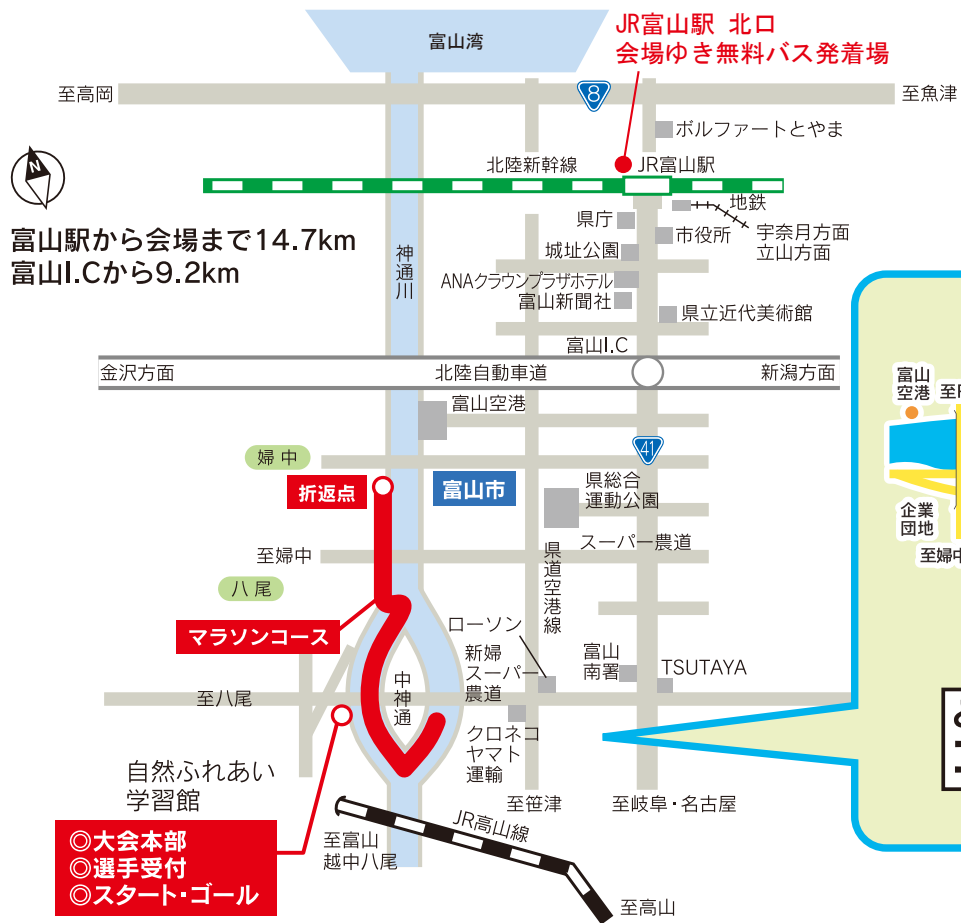 富山湾
JR富山駅 北口
会場ゆき無料バス発着場
至高岡
8
至魚津
ボルファートとやま
N
北陸新幹線
JR富山駅
地鉄
宇奈月方面
立山方面
富山駅から会場まで14.7km
富山I.Cから9.2km
神通川
県庁
市役所
城址公園
ANAクラウンプラザホテル
富山新聞社
県立近代美術館
富山I.C
金沢方面
北陸自動車道
新潟方面
富山空港
富山
空港
婦中
41
折返点
富山市
県総合
運動公園
企業
団地
至婦中
至婦中
スーパー農道
県道空港線
八尾
マラソンコース
ローソン
新婦
スーパー
農道
富山
南署
TSUTAYA
至八尾
中神通
クロネコ
ヤマト
運輸
自然ふれあい
学習館
至笹津
至岐阜・名古屋
◎大会本部
◎選手受付
◎スタート・ゴール
至富山
越中八尾
JR高山線
至高山